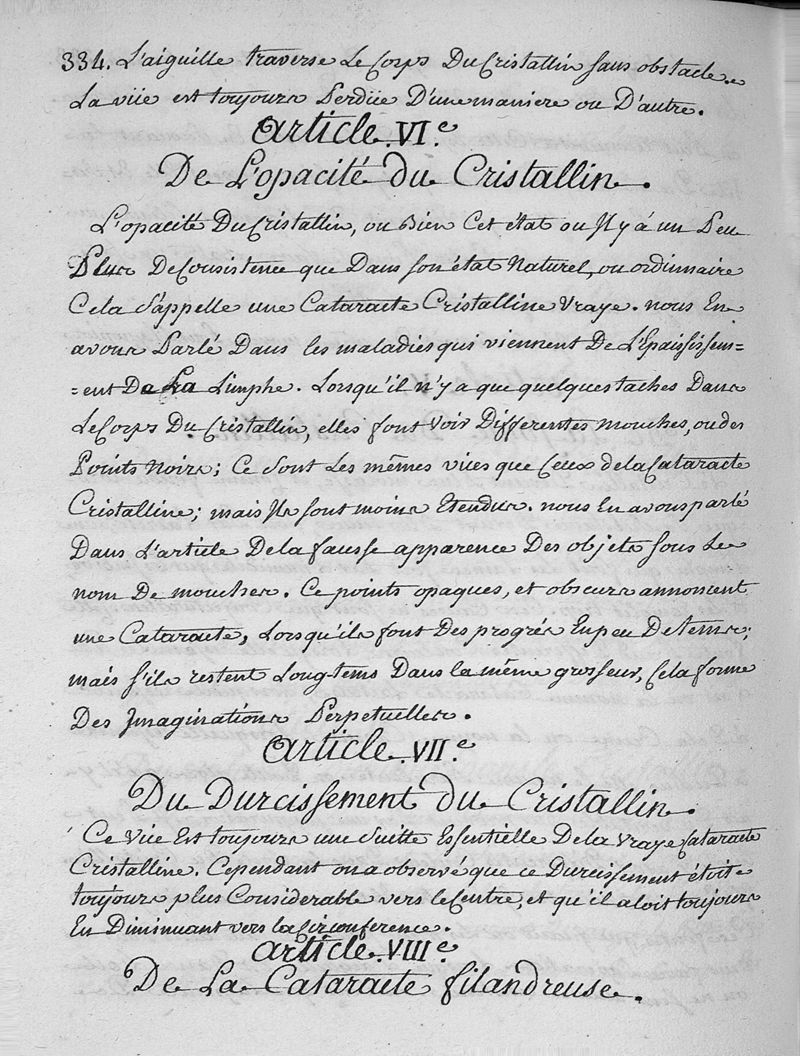 334. L'aiguille traverse Le Corps Du Cristallin sans obstacle.
La vüe est toujours Perdüe D'une maniere ou D'autre.
Article. VI.e
De L'opacité du Cristallin.
L'opacité Du Cristallin, ou Bien Cet état ou Il y á un Peu
Plus De Consistence que Dans son état Naturel, ou ordinnaire
Cela S'appelle une Cataracte Cristalline Vraye. nous En
avons Parlé Dans les maladies qui viennent De L'Epaississem=
=ent De La Limphe. Lorsqu'il n'y a que quelques taches Dans
Le Corps Du Cristallin, elles font Voir Differentes mouches, ou des
Points Noirs; Ce Sont Les mêmes vües que Ceux de la Cataracte
Cristalline; mais Ils sont moins Etendus. nous En avons parlé
Dans L'article De la fausse apparence Des objets sous Le
nom De mouches. Ce points opaques, et obscurs annoncent
une Cataracte, Lorsqu'ils font Des progrés En peu De tems;
mais s'ils restent Long-tems Dans la même grosseur, Cela forme
Des Imaginations Perpetuelles.
Article. VII.e
Du Durcissement du Cristallin.
Ce Vice Est toujours une Suitte Essentielle De la Vraye Cataracte
Cristalline. Cependant on a observé que ce Durcissement étoit
toujours plus Considerable vers le Centre, et qu'il aloit toujours
En Diminuant vers la Circonference.
Article. VIII.e
De La Cataracte filandreuse.